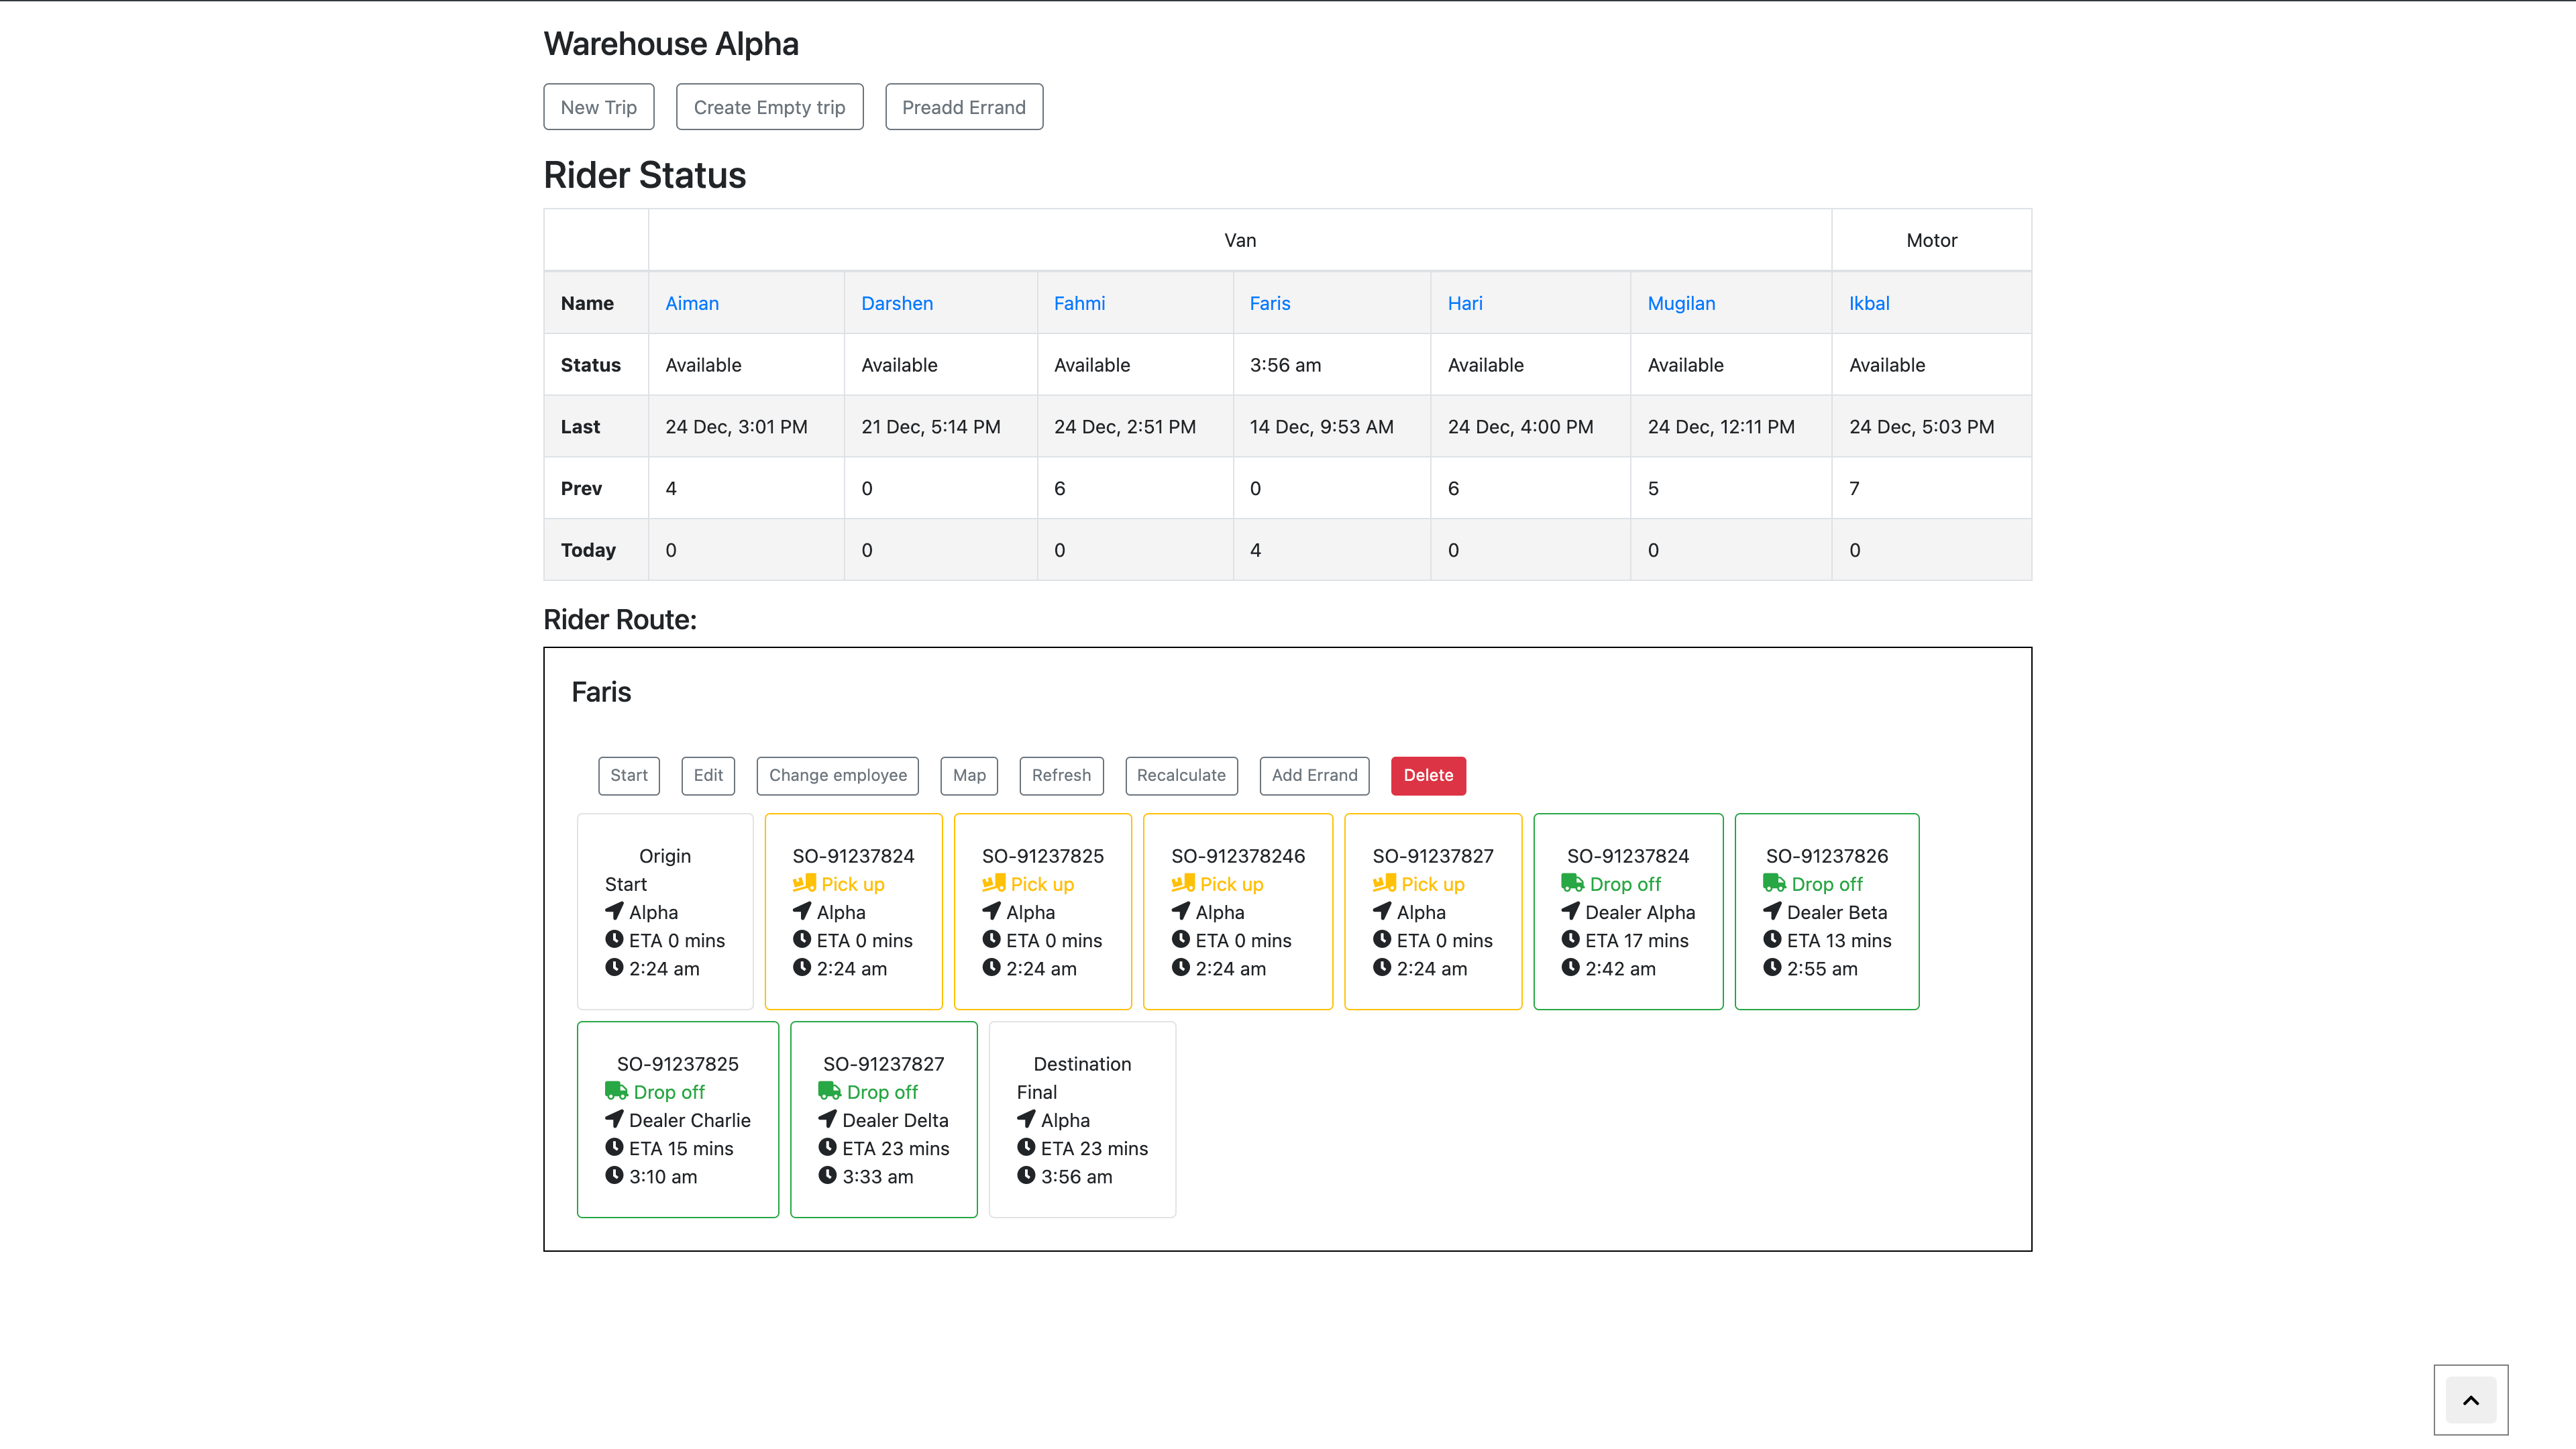 Warehouse Alpha
New Trip Create Empty trip Preadd Errand
Rider Status
Van Motor
Name Aiman Darshen Fahmi Faris Hari Mugilan Ikbal
Status Available Available Available 3:56 am Available Available Available
Last 24 Dec, 3:01 PM 21 Dec, 5:14 PM 24 Dec, 2:51 PM 14 Dec, 9:53 AM 24 Dec, 4:00 PM 24 Dec, 12:11 PM 24 Dec, 5:03 PM
Prev 4 0 6 0 6 5 7
Today 0 0 0 4 0 0 0
Rider Route:
Faris
Start Edit Change employee Map Refresh Recalculate Add Errand Delete
Origin
Start
Alpha
ETA 0 mins
2:24 am
SO-91237824
Pick up
Alpha
ETA 0 mins
2:24 am
SO-91237825
Pick up
Alpha
ETA 0 mins
2:24 am
SO-912378246
Pick up
Alpha
ETA 0 mins
2:24 am
SO-91237827
Pick up
Alpha
ETA 0 mins
2:24 am
SO-91237824
Drop off
Dealer Alpha
ETA 17 mins
2:42 am
SO-91237826
Drop off
Dealer Beta
ETA 13 mins
2:55 am
SO-91237825
Drop off
Dealer Charlie
ETA 15 mins
3:10 am
SO-91237827
Drop off
Dealer Delta
ETA 23 mins
3:33 am
Destination
Final
Alpha
ETA 23 mins
3:56 am